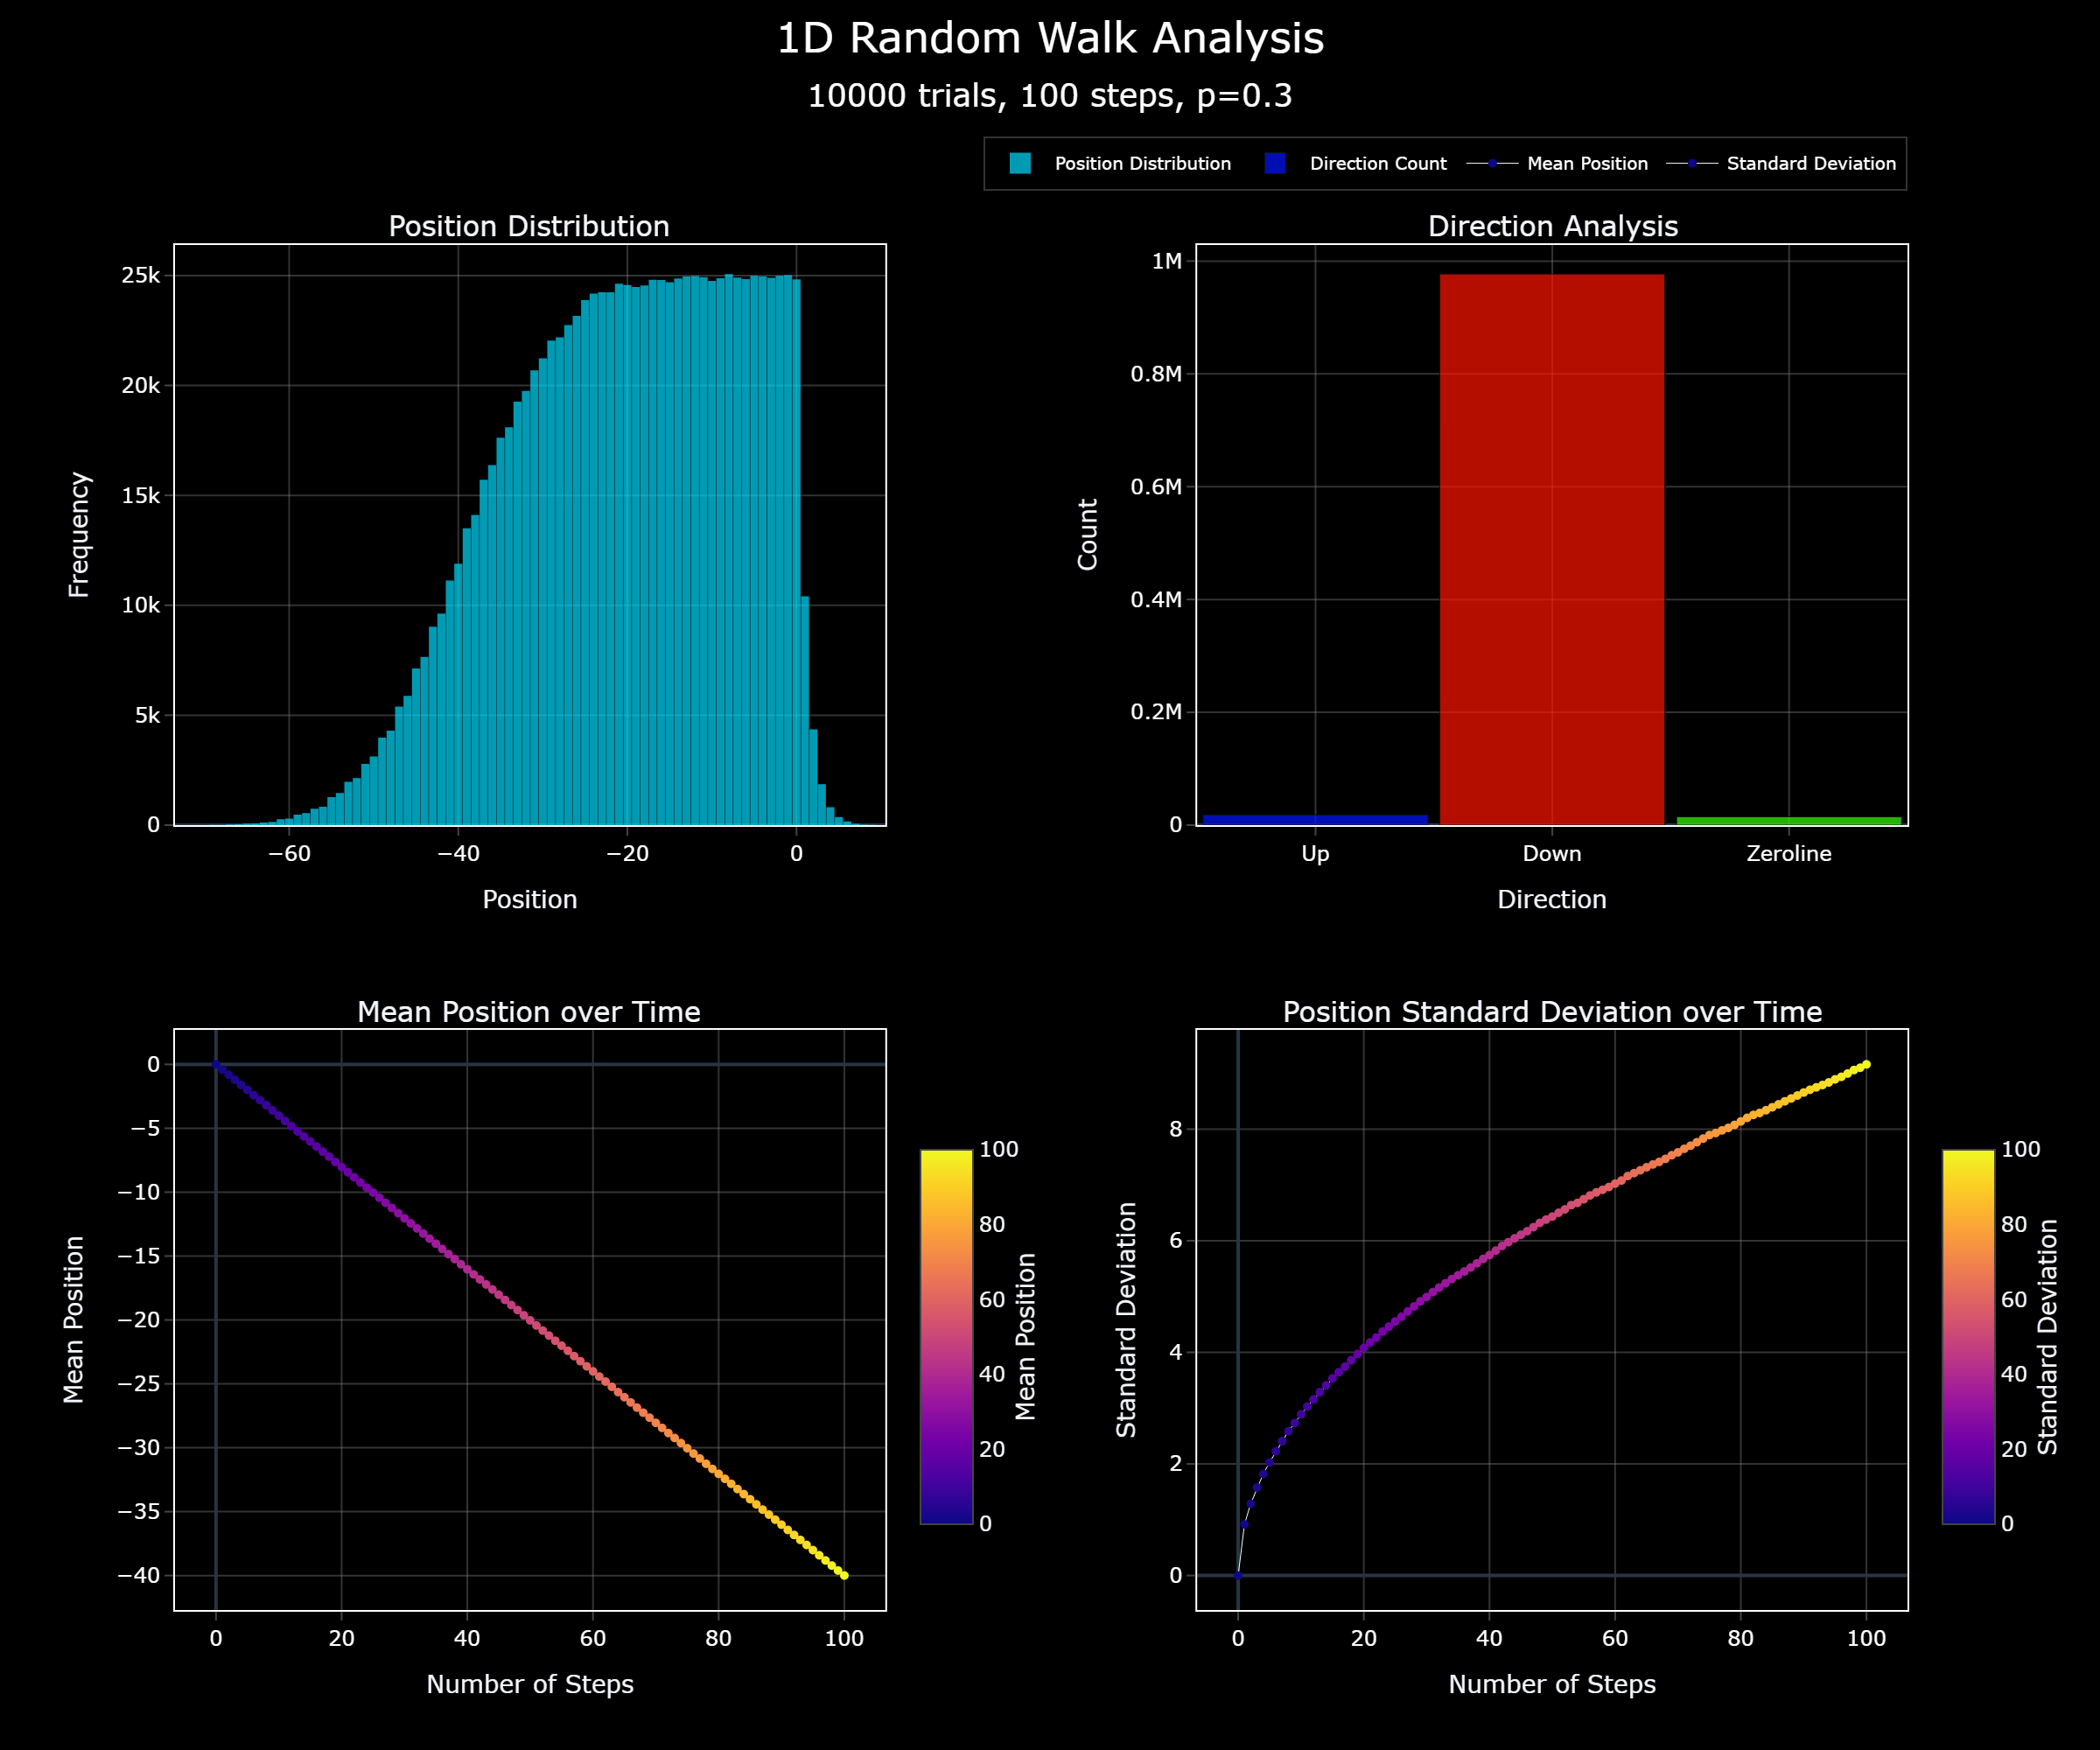 1D Random Walk Analysis
10000 trials, 100 steps, p=0.3
Position Distribution
Direction Count
Mean Position
Standard Deviation
Position Distribution
25k
20k
15k
10k
5k
0
Frequency
−60
−40
−20
0
Position
Direction Analysis
1M
0.8M
0.6M
0.4M
0.2M
0
Count
Up
Down
Zeroline
Direction
Mean Position over Time
0
−5
−10
−15
−20
−25
−30
−35
−40
Mean Position
0
20
40
60
80
100
Number of Steps
100
80
60
40
20
0
Mean Position
Position Standard Deviation over Time
8
6
4
2
0
Standard Deviation
0
20
40
60
80
100
Number of Steps
100
80
60
40
20
0
Standard Deviation